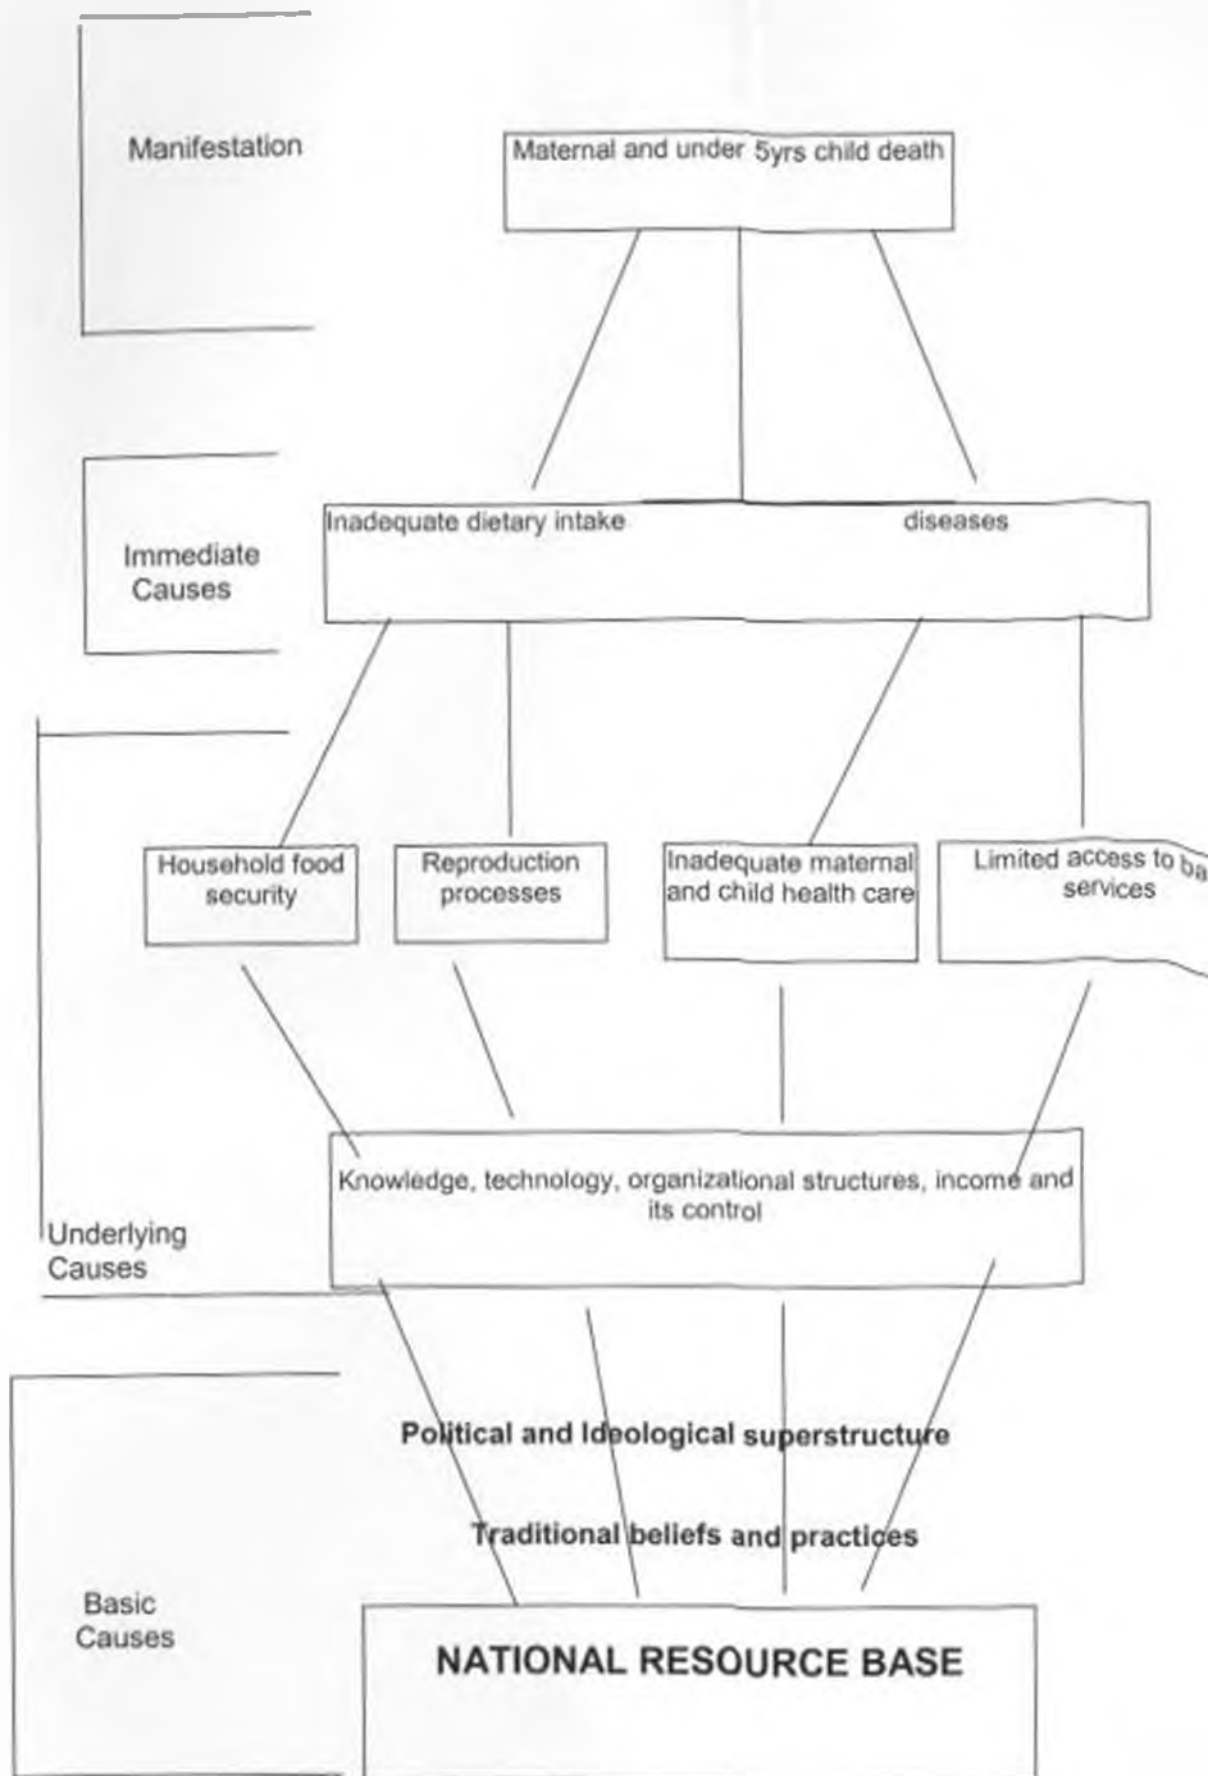 Manifestation
Maternal and under 5yrs child death
Inadequate dietary intake
diseases
Immediate
Causes
Household food
security
Reproduction
processes
Inadequate maternal
and child health care
Limited access to
services
Knowledge, technology, organizational structures, income and
its control
Underlying
Causes
Political and Ideological superstructure
Traditional beliefs and practices
Basic
Causes
NATIONAL RESOURCE BASE